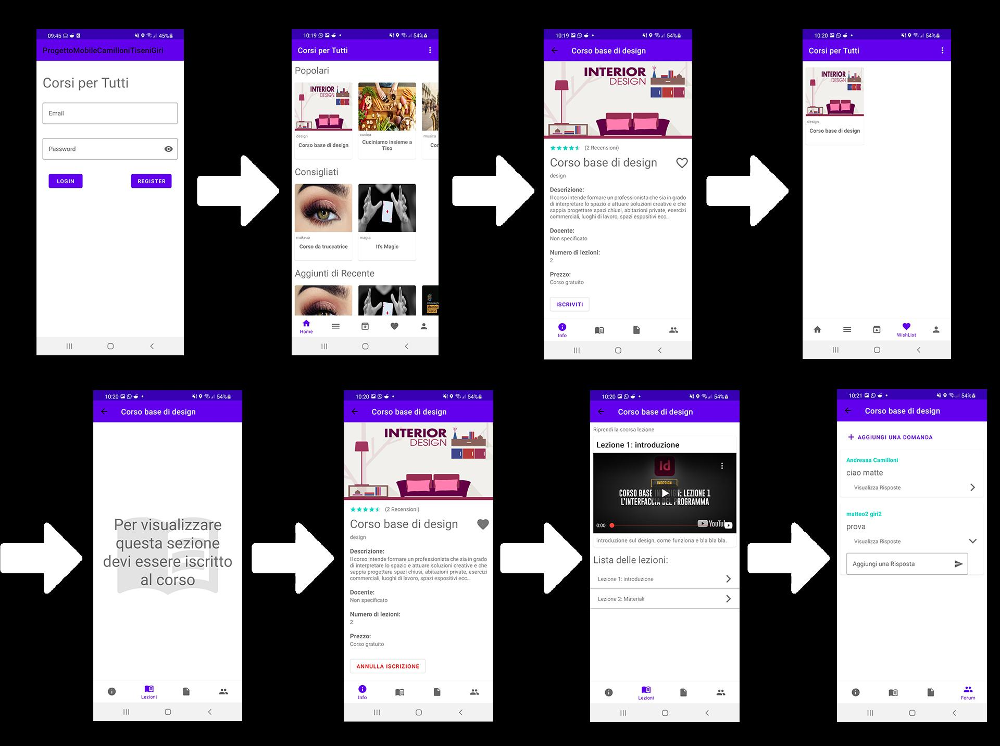 09:45
45%
ProgettoMobileCamilloniTiseniGiri
Corsi per Tutti
Email
Password
LOGIN
REGISTER
10:19
54%
Corsi per Tutti
Popolari
INTERIOR
DESIGN
design
Corso base di design
cucina
Cuciniamo insieme a
Tiso
musica
Cor
Consigliati
makeup
Corso da truccatrice
magia
It's Magic
Aggiunti di Recente
Introducing S
Machine
Course
Home
10:19
54%
Corso base di design
INTERIOR
DESIGN
(2 Recensioni)
Corso base di design
design
Descrizione:
Il corso intende formare un professionista che sia in grado
di interpretare lo spazio e attuare soluzioni creative e che
sappia progettare spazi chiusi, abitazioni private, esercizi
commerciali, luoghi di lavoro, spazi espositivi ecc...
Docente:
Non specificato
Numero di lezioni:
2
Prezzo:
Corso gratuito
ISCRIVITI
Info
10:20
54%
Corsi per Tutti
INTERIOR
DESIGN
design
Corso base di design
WishList
10:20
54%
Corso base di design
Per visualizzare
questa sezione
devi essere iscritto
al corso
Lezioni
10:20
54%
Corso base di design
INTERIOR
DESIGN
(2 Recensioni)
Corso base di design
design
Descrizione:
Il corso intende formare un professionista che sia in grado
di interpretare lo spazio e attuare soluzioni creative e che
sappia progettare spazi chiusi, abitazioni private, esercizi
commerciali, luoghi di lavoro, spazi espositivi ecc...
Docente:
Non specificato
Numero di lezioni:
2
Prezzo:
Corso gratuito
ANNULLA ISCRIZIONE
Info
10:20
54%
Corso base di design
Riprendi la scorsa lezione
Lezione 1: introduzione
Id
INDESIGN
CORSO BASE INDESIGN: LEZIONE 1
L'INTERFACCIA DEL PROGRAMMA
0:00
YouTub
introduzione sul design, come funziona e bla bla bla.
Lista delle lezioni:
Lezione 1: introduzione
Lezione 2: Materiali
Lezioni
10:21
54%
Corso base di design
+ AGGIUNGI UNA DOMANDA
Andreaaa Camilloni
ciao matte
Visualizza Risposte
matteo2 giri2
prova
Visualizza Risposte
Aggiungi una Risposta
Forum